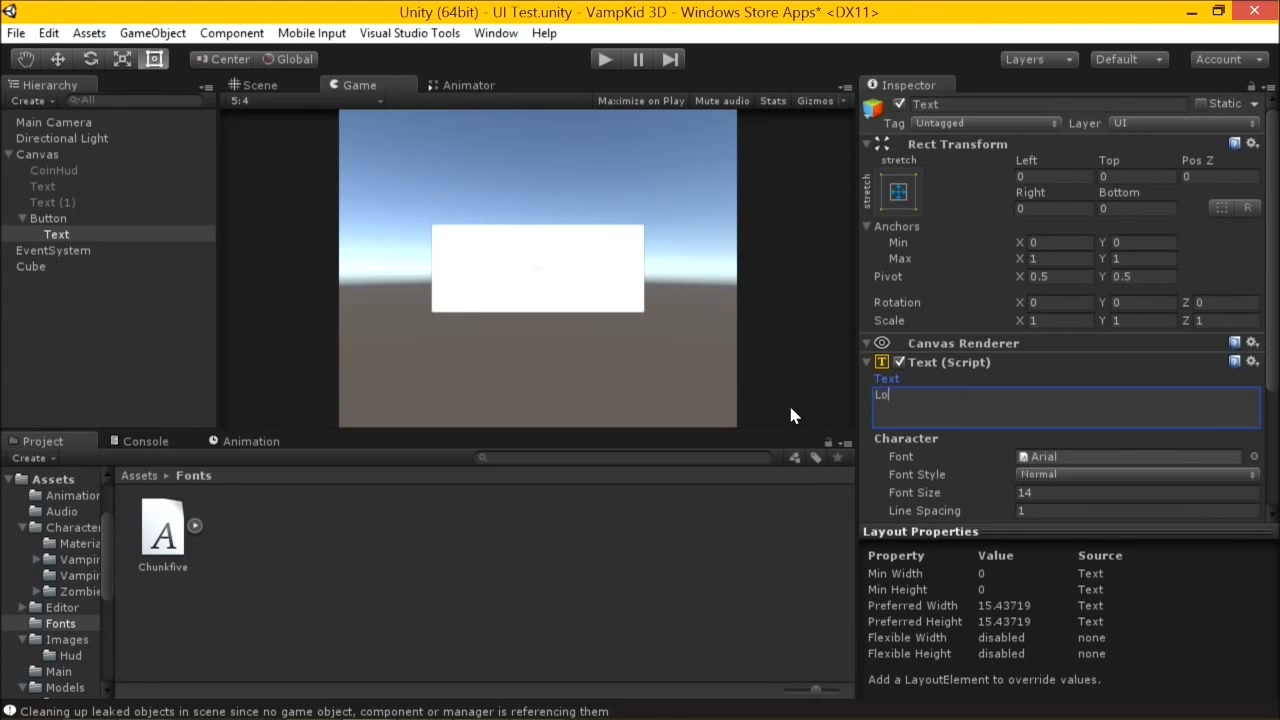 Unity (64bit) - UI Test.unity - VampKid 3D - Windows Store Apps* <DX11>
File Edit Assets GameObject Component Mobile Input Visual Studio Tools Window Help
Center Global Layers Default Account
Hierarchy Scene Game Animator Inspector
Create All 5:4 Maximize on Play Mute audio Stats Gizmos Text Static
Main Camera
Directional Light
Canvas
CoinHud
Text
Text (1)
Button
Text
EventSystem
Cube
Tag Untagged Layer UI
Rect Transform
stretch Left Top Pos Z
stretch 0 0 0
Right Bottom
0 0 R
Anchors
Min X 0 Y 0
Max X 1 Y 1
Pivot X 0.5 Y 0.5
Rotation X 0 Y 0 Z 0
Scale X 1 Y 1 Z 1
Canvas Renderer
Text (Script)
Text
Lo
Character
Font Arial
Font Style Normal
Font Size 14
Line Spacing 1
Project Console Animation
Create
Assets
Animation
Audio
Character
Materia
Vampir
Vampir
Zombie
Editor
Fonts
Images
Hud
Main
Models
Assets Fonts
A
Chunkfive
Layout Properties
Property Value Source
Min Width 0 Text
Min Height 0 Text
Preferred Width 15.43719 Text
Preferred Height 15.43719 Text
Flexible Width disabled none
Flexible Height disabled none
Add a LayoutElement to override values.
Cleaning up leaked objects in scene since no game object, component or manager is referencing them